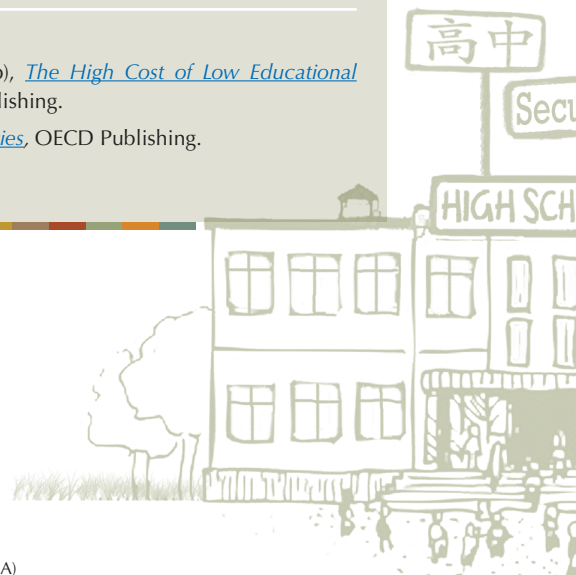 ), The High Cost of Low Educational
lishing.
ies, OECD Publishing.
高中
Secu
HIGH SCH
A)